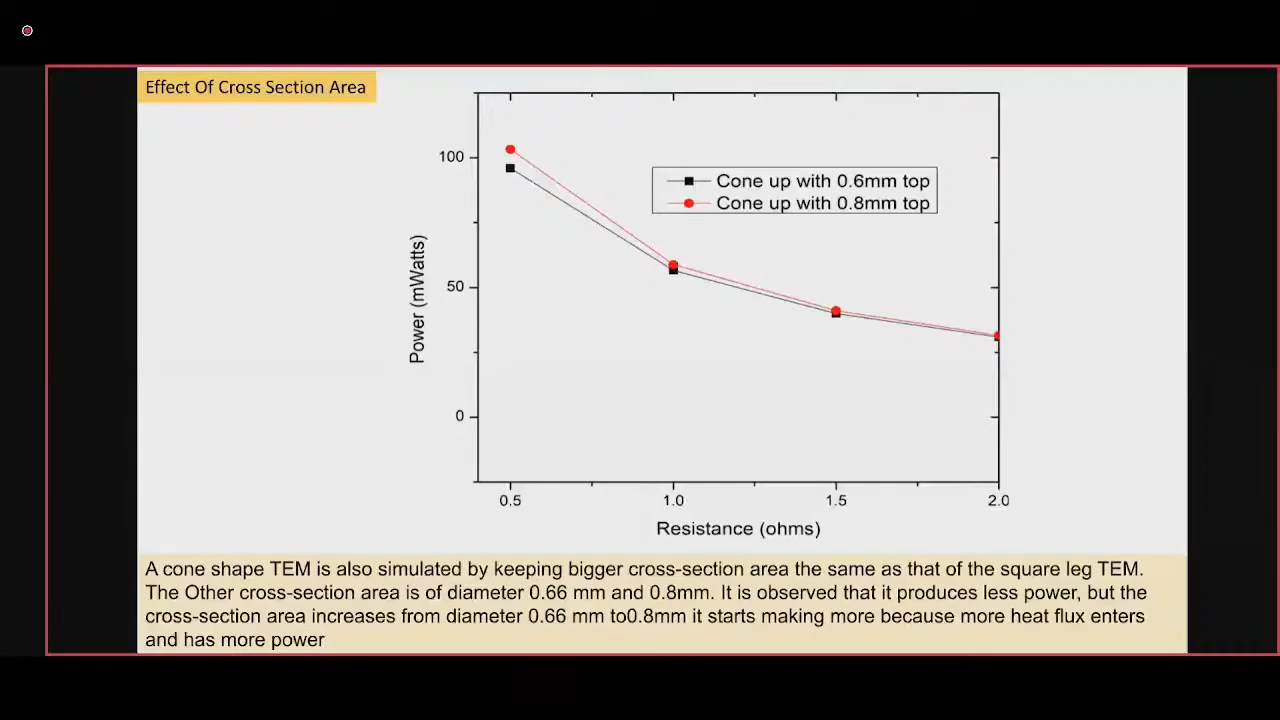 Effect Of Cross Section Area
100
50
0
Power (mWatts)
Cone up with 0.6mm top
Cone up with 0.8mm top
0.5 1.0 1.5 2.0
Resistance (ohms)
A cone shape TEM is also simulated by keeping bigger cross-section area the same as that of the square leg TEM.
The Other cross-section area is of diameter 0.66 mm and 0.8mm. It is observed that it produces less power, but the
cross-section area increases from diameter 0.66 mm to0.8mm it starts making more because more heat flux enters
and has more power